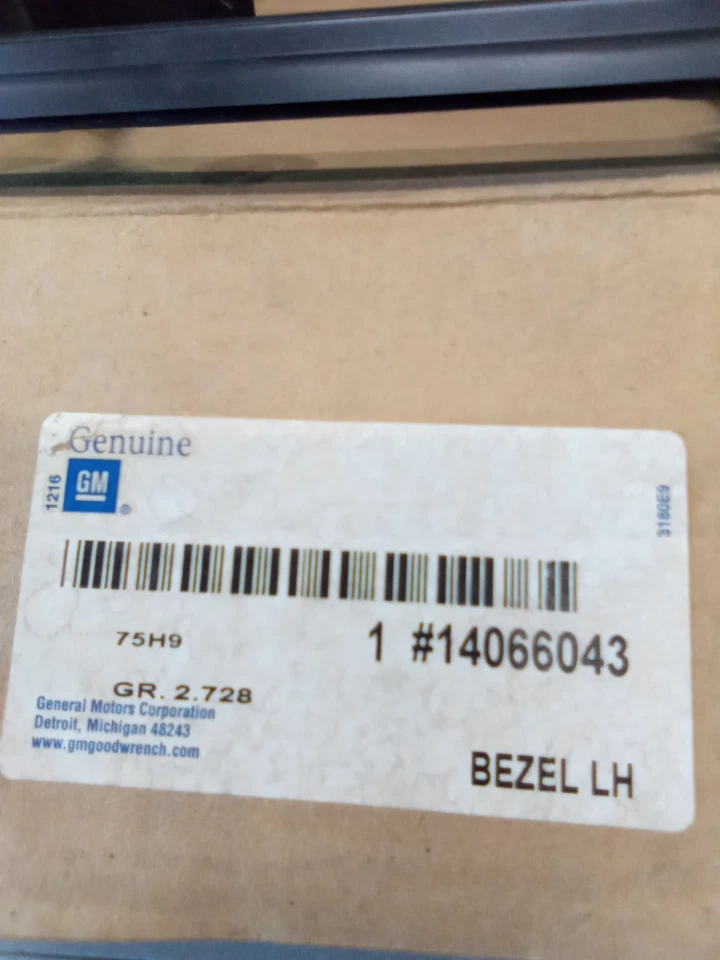 Genuine
GM
®
1216
3180E9
75H9
1 #14066043
GR. 2.728
General Motors Corporation
Detroit, Michigan 48243
www.gmgoodwrench.com
BEZEL LH